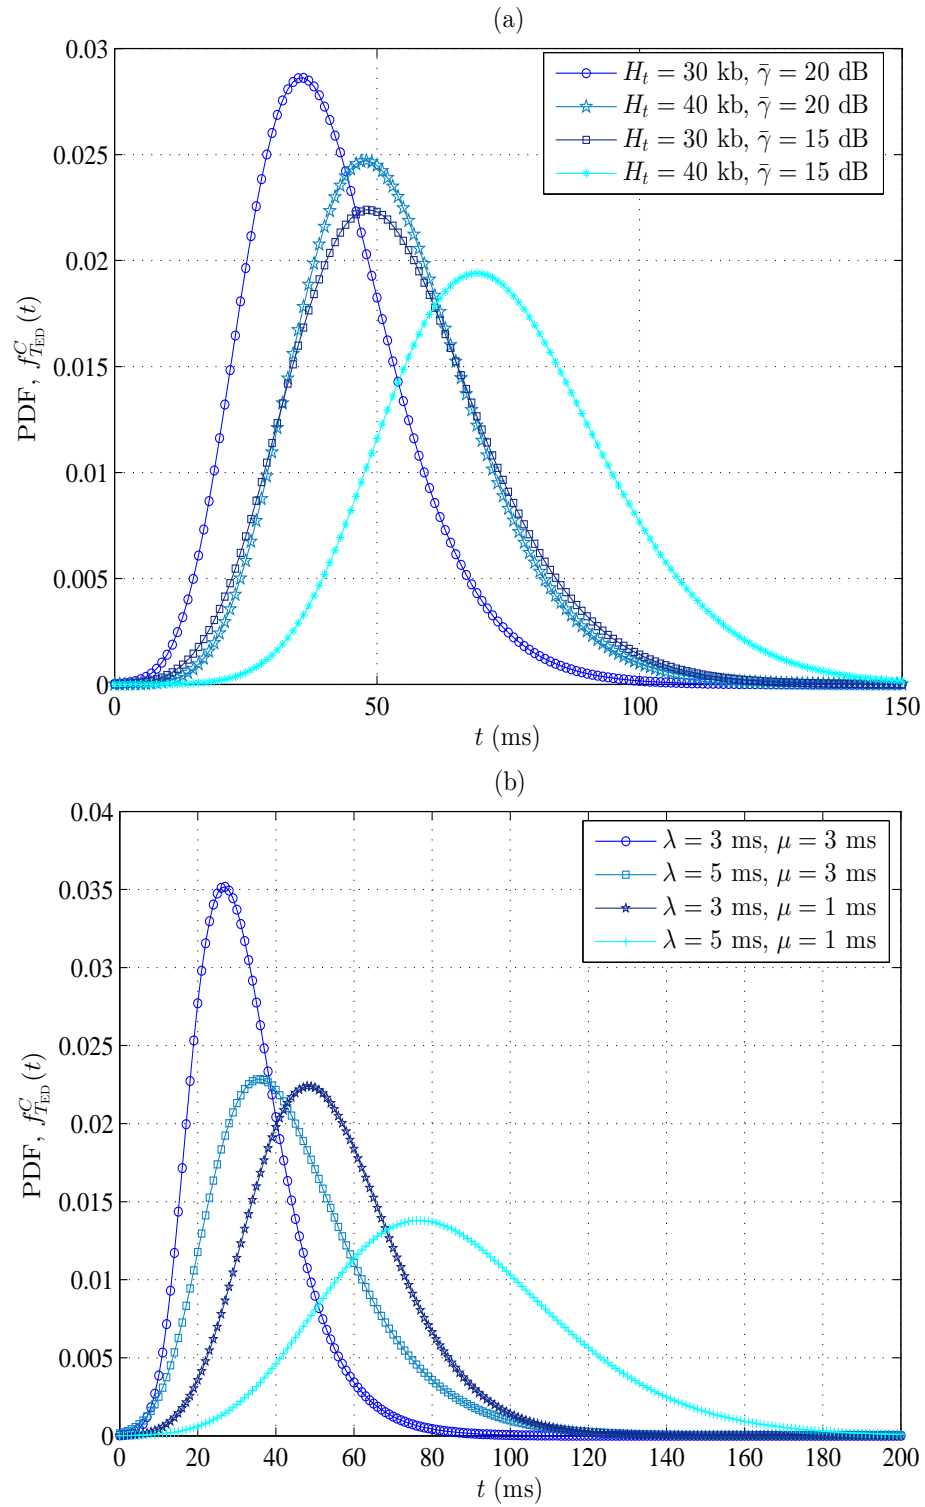 (a)
0.03
0.025
0.02
0.015
0.01
0.005
0
0 50 100 150
PDF, f^C_{T_ED}(t)
t (ms)
H_t = 30 kb, γ̄ = 20 dB
H_t = 40 kb, γ̄ = 20 dB
H_t = 30 kb, γ̄ = 15 dB
H_t = 40 kb, γ̄ = 15 dB
(b)
0.04
0.035
0.03
0.025
0.02
0.015
0.01
0.005
0
0 20 40 60 80 100 120 140 160 180 200
PDF, f^C_{T_ED}(t)
t (ms)
λ = 3 ms, μ = 3 ms
λ = 5 ms, μ = 3 ms
λ = 3 ms, μ = 1 ms
λ = 5 ms, μ = 1 ms